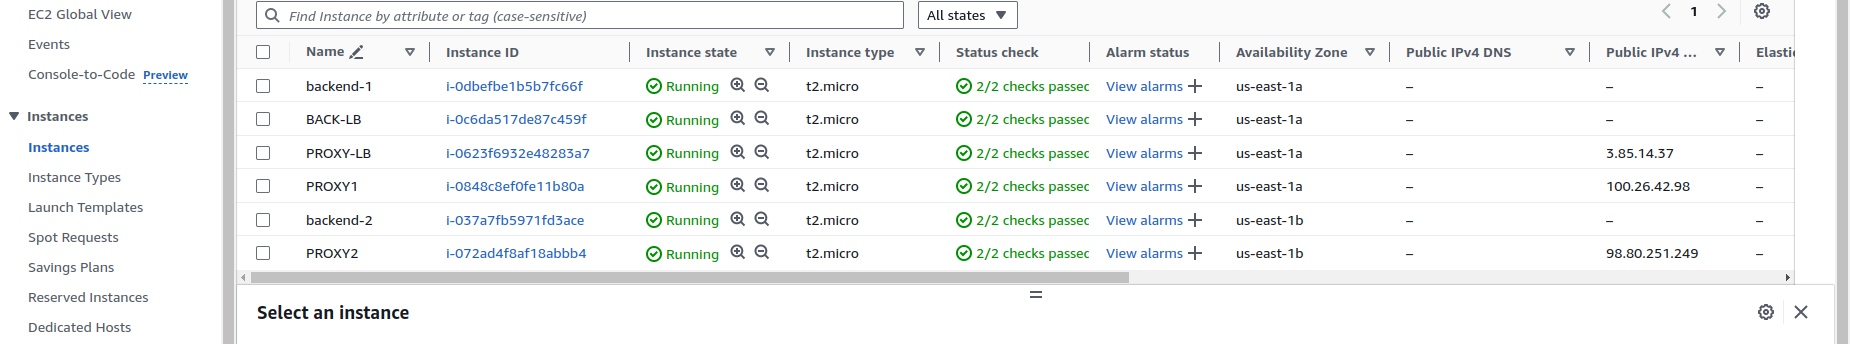 EC2 Global View
Events
Console-to-Code Preview
Instances
Instances
Instance Types
Launch Templates
Spot Requests
Savings Plans
Reserved Instances
Dedicated Hosts
Find Instance by attribute or tag (case-sensitive) All states 1
Name Instance ID Instance state Instance type Status check Alarm status Availability Zone Public IPv4 DNS Public IPv4 ... Elastic
backend-1 i-0dbefbe1b5b7fc66f Running t2.micro 2/2 checks passec View alarms + us-east-1a – – –
BACK-LB i-0c6da517de87c459f Running t2.micro 2/2 checks passec View alarms + us-east-1a – – –
PROXY-LB i-0623f6932e48283a7 Running t2.micro 2/2 checks passec View alarms + us-east-1a – 3.85.14.37 –
PROXY1 i-0848c8ef0fe11b80a Running t2.micro 2/2 checks passec View alarms + us-east-1a – 100.26.42.98 –
backend-2 i-037a7fb5971fd3ace Running t2.micro 2/2 checks passec View alarms + us-east-1b – – –
PROXY2 i-072ad4f8af18abbb4 Running t2.micro 2/2 checks passec View alarms + us-east-1b – 98.80.251.249 –
Select an instance